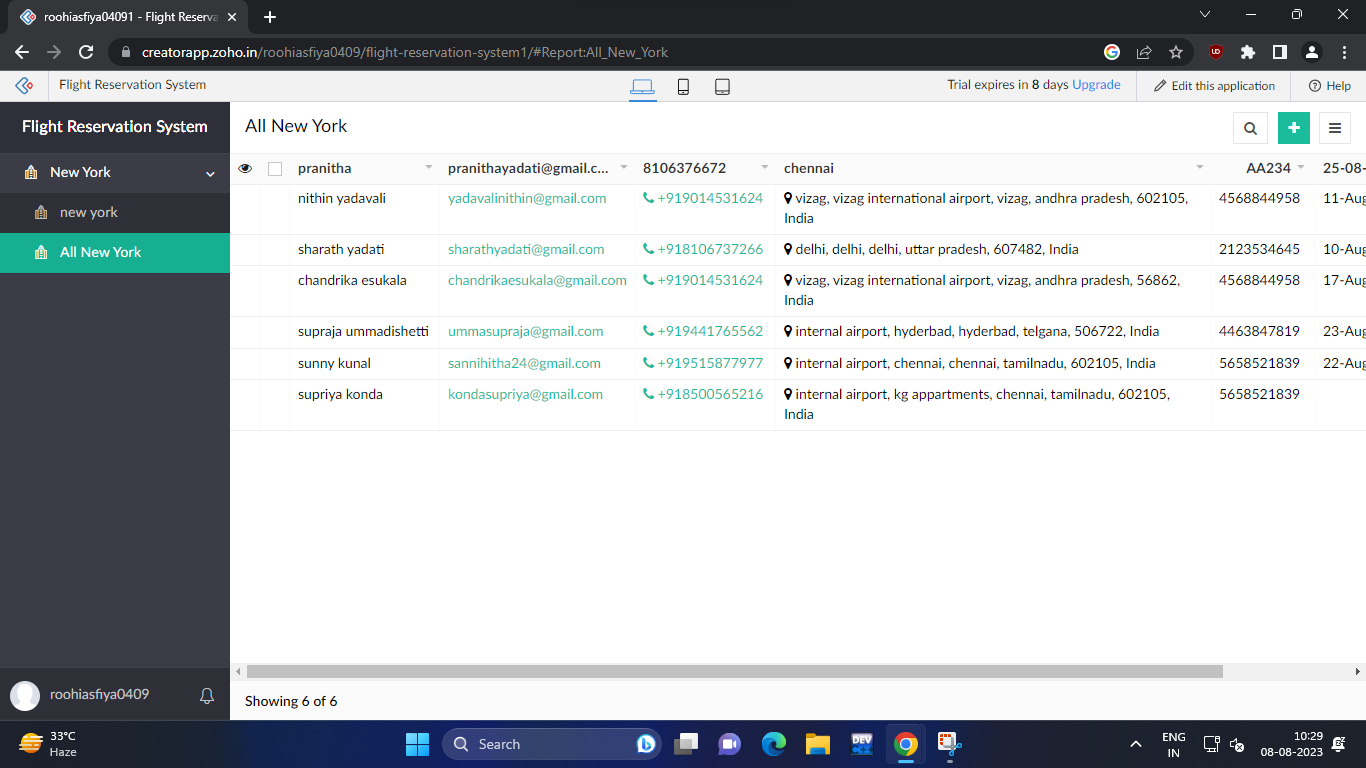 roohiasfiya04091 - Flight Reserva
creatorapp.zoho.in/roohiasfiya0409/flight-reservation-system1/#Report:All_New_York
Flight Reservation System
Trial expires in 8 days Upgrade
Edit this application
Help
Flight Reservation System
New York
new york
All New York
All New York
pranitha pranithayadati@gmail.c... 8106376672 chennai AA234 25-08-
nithin yadavali yadavalinithin@gmail.com +919014531624 vizag, vizag international airport, vizag, andhra pradesh, 602105, 4568844958 11-Aug
India
sharath yadati sharathyadati@gmail.com +918106737266 delhi, delhi, delhi, uttar pradesh, 607482, India 2123534645 10-Aug
chandrika esukala chandrikaesukala@gmail.com +919014531624 vizag, vizag international airport, vizag, andhra pradesh, 56862, 4568844958 17-Aug
India
supraja ummadishetti ummasupraja@gmail.com +919441765562 internal airport, hyderbad, hyderbad, telgana, 506722, India 4463847819 23-Aug
sunny kunal sannihitha24@gmail.com +919515877977 internal airport, chennai, chennai, tamilnadu, 602105, India 5658521839 22-Aug
supriya konda kondasupriya@gmail.com +918500565216 internal airport, kg appartments, chennai, tamilnadu, 602105, 5658521839
India
Showing 6 of 6
roohiasfiya0409
33°C
Haze
Search
DEV
ENG
IN
10:29
08-08-2023